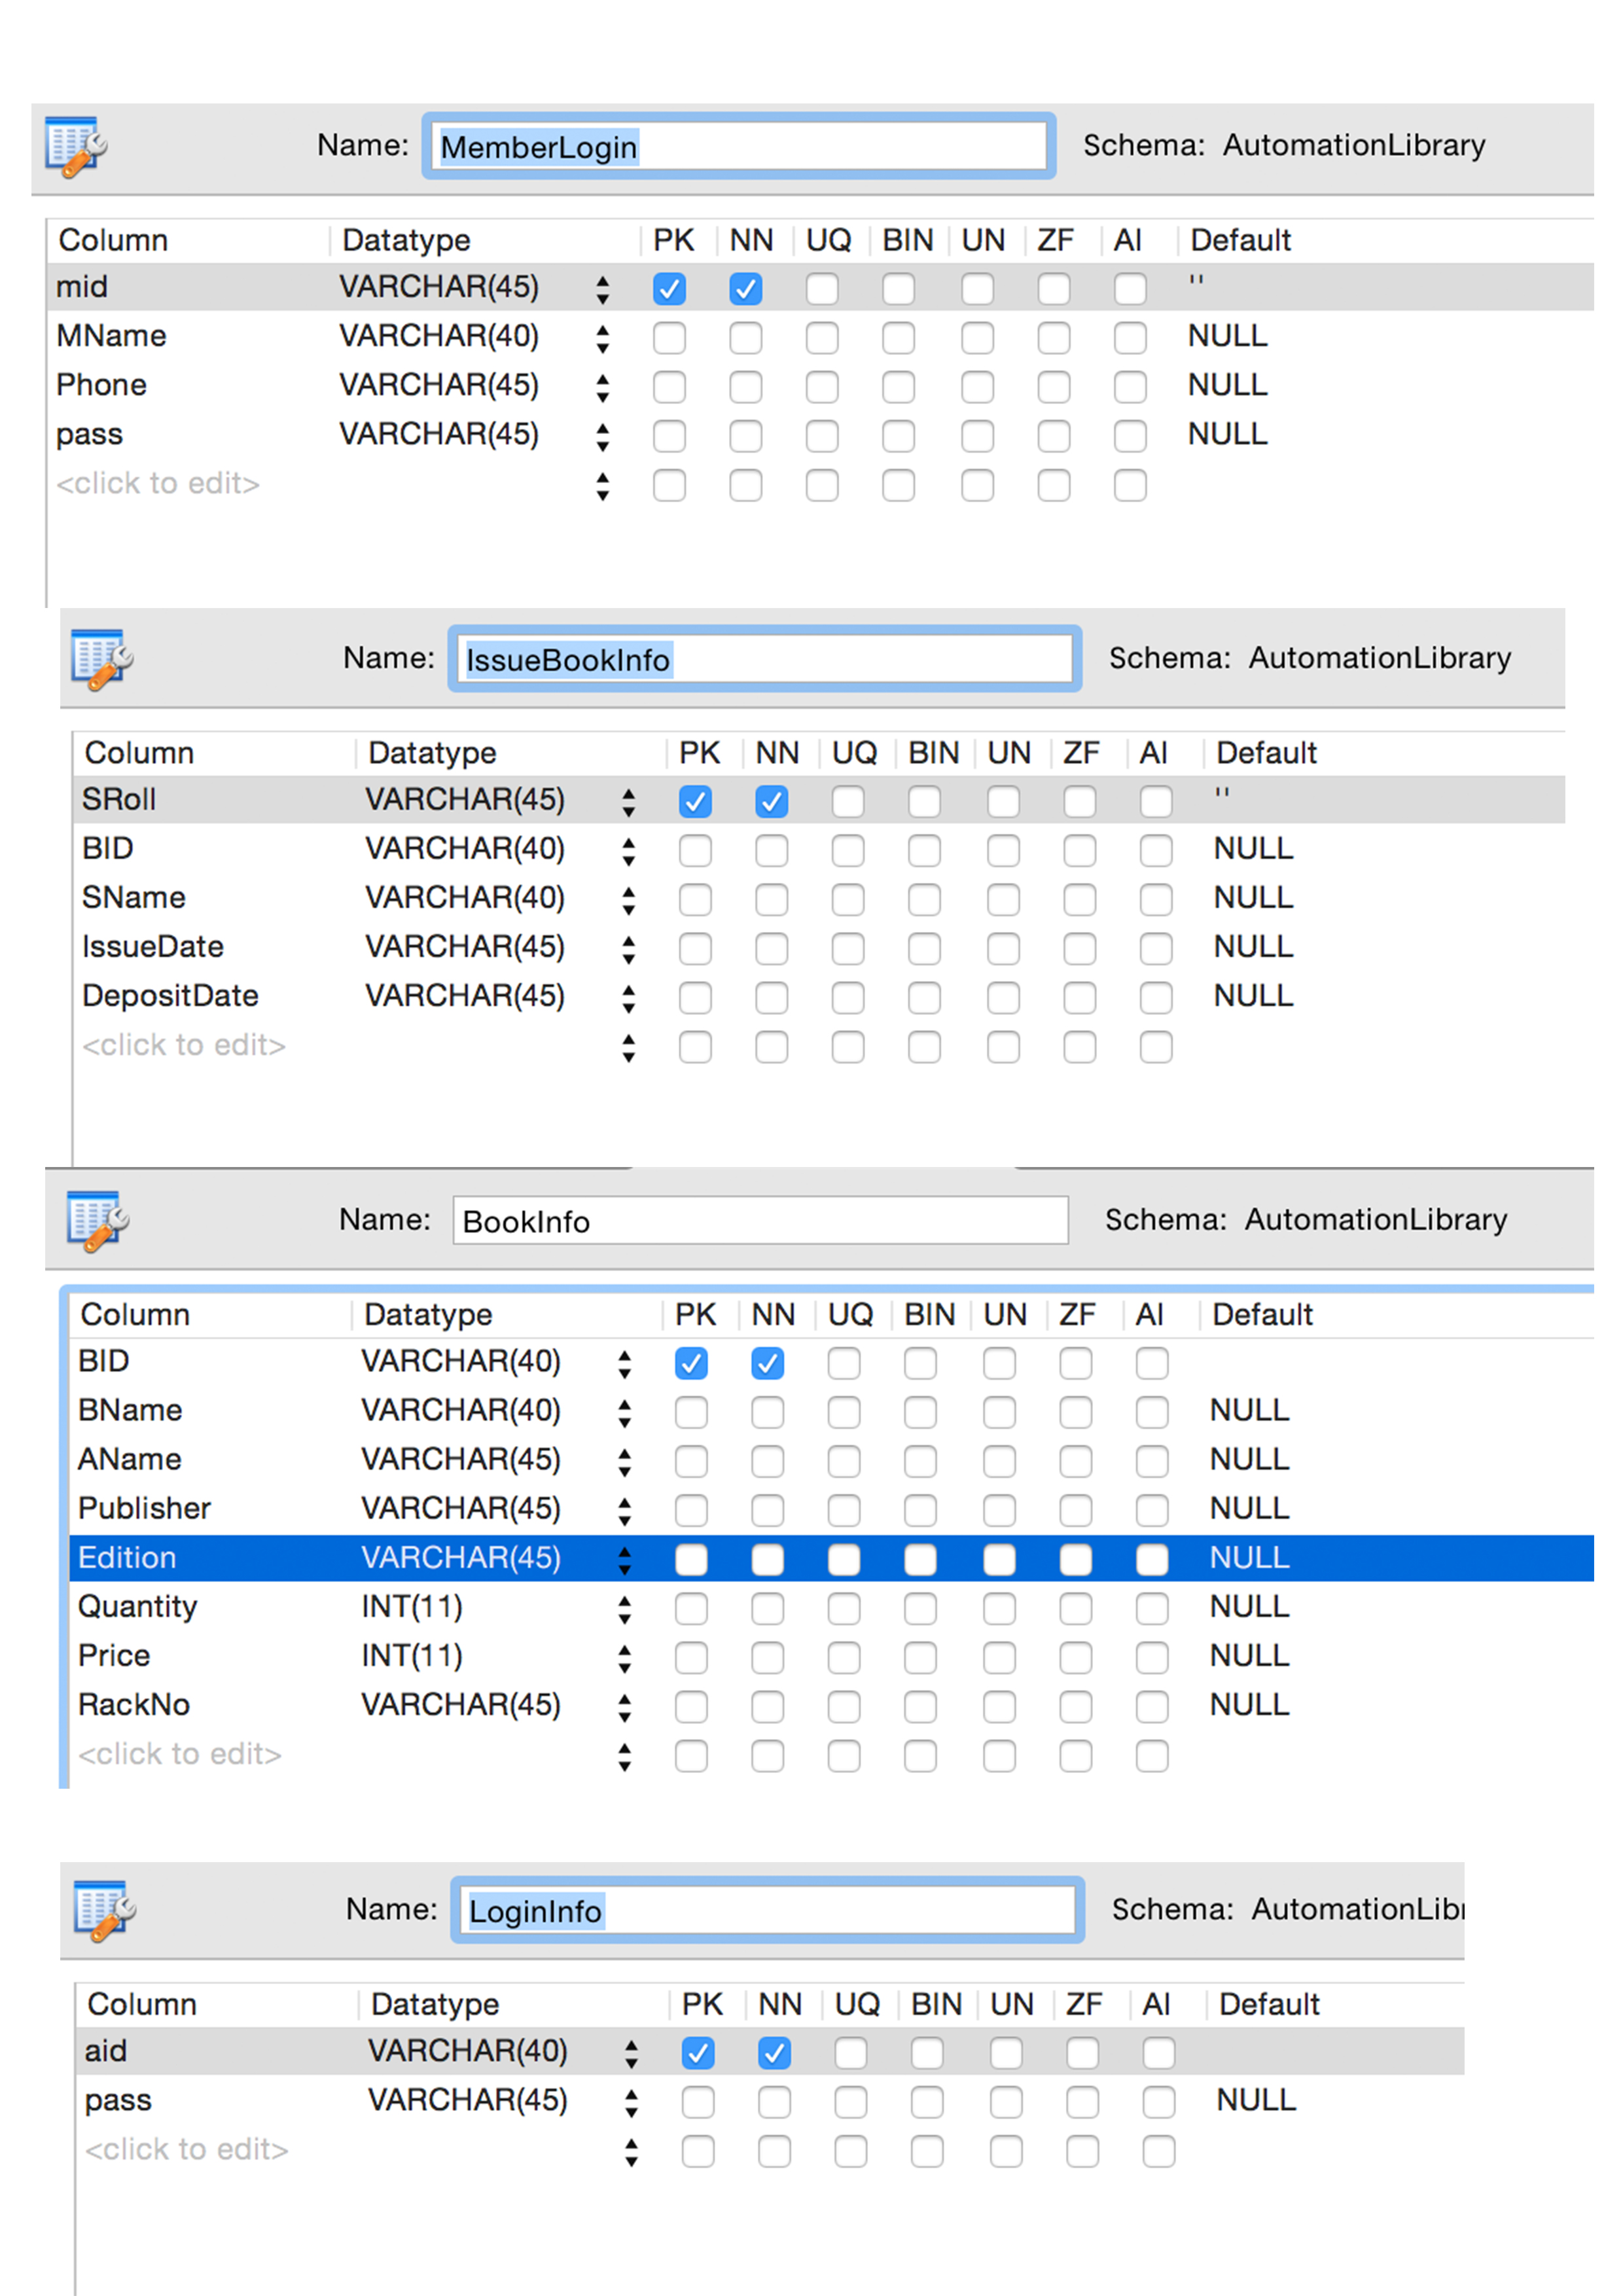 Name: MemberLogin Schema: AutomationLibrary
Column Datatype PK NN UQ BIN UN ZF AI Default
mid VARCHAR(45) ''
MName VARCHAR(40) NULL
Phone VARCHAR(45) NULL
pass VARCHAR(45) NULL
<click to edit>
Name: IssueBookInfo Schema: AutomationLibrary
Column Datatype PK NN UQ BIN UN ZF AI Default
SRoll VARCHAR(45) ''
BID VARCHAR(40) NULL
SName VARCHAR(40) NULL
IssueDate VARCHAR(45) NULL
DepositDate VARCHAR(45) NULL
<click to edit>
Name: BookInfo Schema: AutomationLibrary
Column Datatype PK NN UQ BIN UN ZF AI Default
BID VARCHAR(40)
BName VARCHAR(40) NULL
AName VARCHAR(45) NULL
Publisher VARCHAR(45) NULL
Edition VARCHAR(45) NULL
Quantity INT(11) NULL
Price INT(11) NULL
RackNo VARCHAR(45) NULL
<click to edit>
Name: LoginInfo Schema: AutomationLib
Column Datatype PK NN UQ BIN UN ZF AI Default
aid VARCHAR(40)
pass VARCHAR(45) NULL
<click to edit>